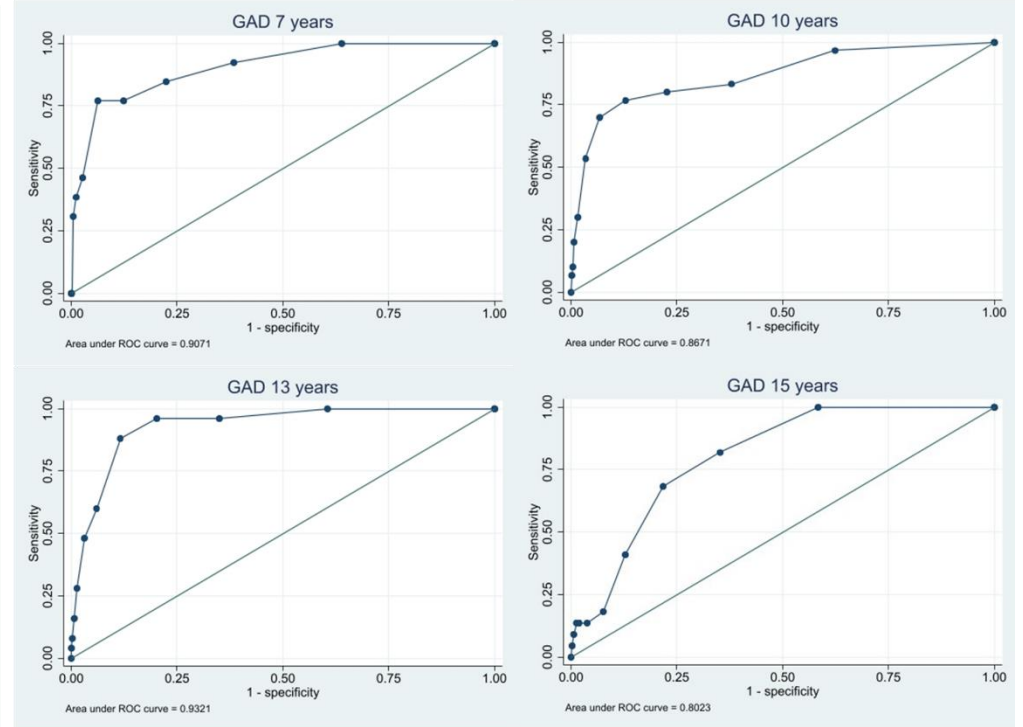 GAD 7 years
Sensitivity
1.00
0.75
0.50
0.25
0.00
0.00 0.25 0.50 0.75 1.00
1 - specificity
Area under ROC curve = 0.9071
GAD 10 years
Sensitivity
1.00
0.75
0.50
0.25
0.00
0.00 0.25 0.50 0.75 1.00
1 - specificity
Area under ROC curve = 0.8671
GAD 13 years
Sensitivity
1.00
0.75
0.50
0.25
0.00
0.00 0.25 0.50 0.75 1.00
1 - specificity
Area under ROC curve = 0.9321
GAD 15 years
Sensitivity
1.00
0.75
0.50
0.25
0.00
0.00 0.25 0.50 0.75 1.00
1 - specificity
Area under ROC curve = 0.8023